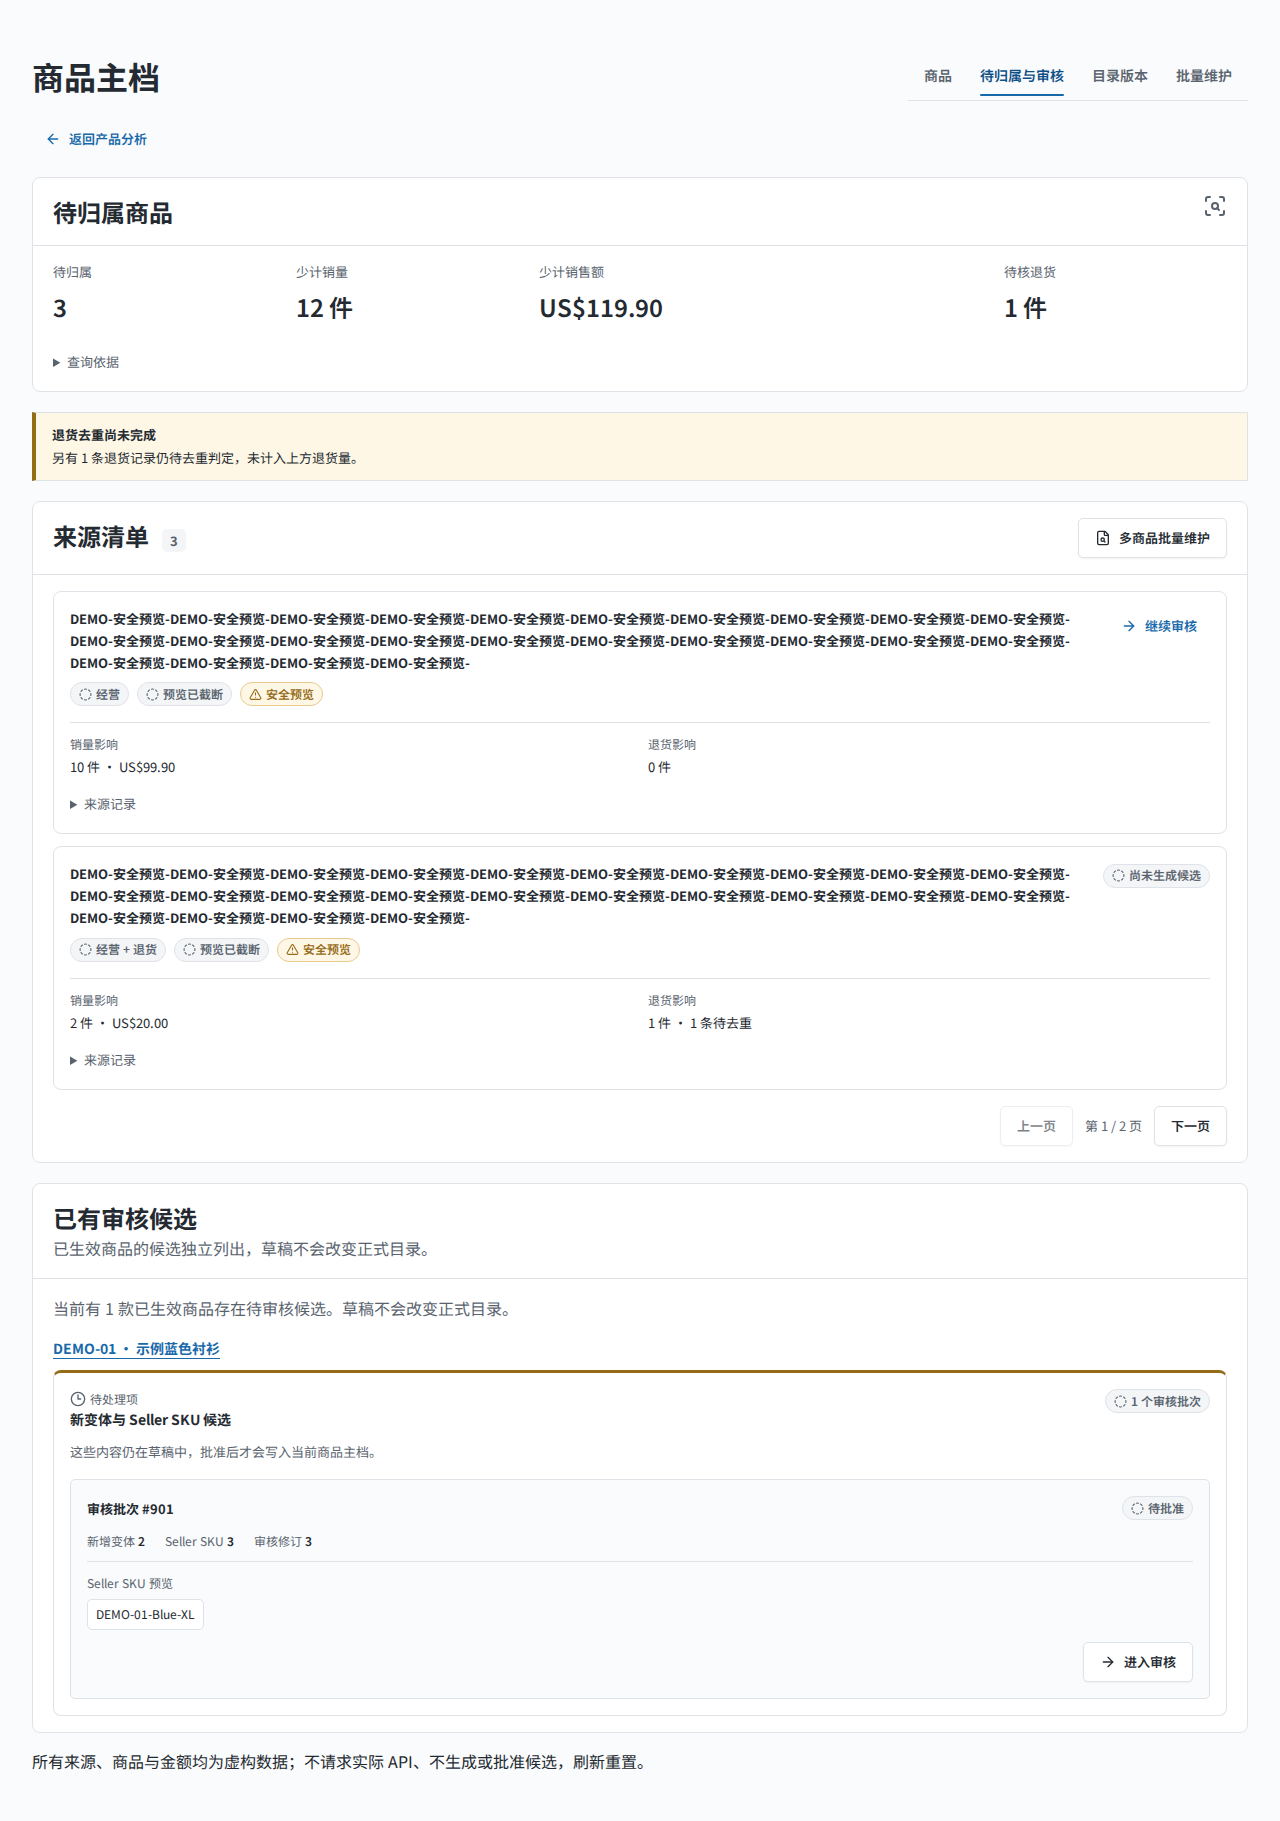 商品主档
商品 待归属与审核 目录版本 批量维护
返回产品分析
待归属商品
待归属 少计销量 少计销售额 待核退货
3 12 件 US$119.90 1 件
查询依据
退货去重尚未完成
另有 1 条退货记录仍待去重判定，未计入上方退货量。
来源清单 3 多商品批量维护
DEMO-安全预览-DEMO-安全预览-DEMO-安全预览-DEMO-安全预览-DEMO-安全预览-DEMO-安全预览-DEMO-安全预览-DEMO-安全预览-DEMO-安全预览-DEMO-安全预览- 继续审核
DEMO-安全预览-DEMO-安全预览-DEMO-安全预览-DEMO-安全预览-DEMO-安全预览-DEMO-安全预览-DEMO-安全预览-DEMO-安全预览-DEMO-安全预览-DEMO-安全预览-
DEMO-安全预览-DEMO-安全预览-DEMO-安全预览-DEMO-安全预览-
经营 预览已截断 安全预览
销量影响 退货影响
10 件 · US$99.90 0 件
来源记录
DEMO-安全预览-DEMO-安全预览-DEMO-安全预览-DEMO-安全预览-DEMO-安全预览-DEMO-安全预览-DEMO-安全预览-DEMO-安全预览-DEMO-安全预览-DEMO-安全预览- 尚未生成候选
DEMO-安全预览-DEMO-安全预览-DEMO-安全预览-DEMO-安全预览-DEMO-安全预览-DEMO-安全预览-DEMO-安全预览-DEMO-安全预览-DEMO-安全预览-DEMO-安全预览-
DEMO-安全预览-DEMO-安全预览-DEMO-安全预览-DEMO-安全预览-
经营 + 退货 预览已截断 安全预览
销量影响 退货影响
2 件 · US$20.00 1 件 · 1 条待去重
来源记录
上一页 第 1 / 2 页 下一页
已有审核候选
已生效商品的候选独立列出，草稿不会改变正式目录。
当前有 1 款已生效商品存在待审核候选。草稿不会改变正式目录。
DEMO-01 · 示例蓝色衬衫
待处理项 1 个审核批次
新变体与 Seller SKU 候选
这些内容仍在草稿中，批准后才会写入当前商品主档。
审核批次 #901 待批准
新增变体 2 Seller SKU 3 审核修订 3
Seller SKU 预览
DEMO-01-Blue-XL
进入审核
所有来源、商品与金额均为虚构数据；不请求实际 API、不生成或批准候选，刷新重置。